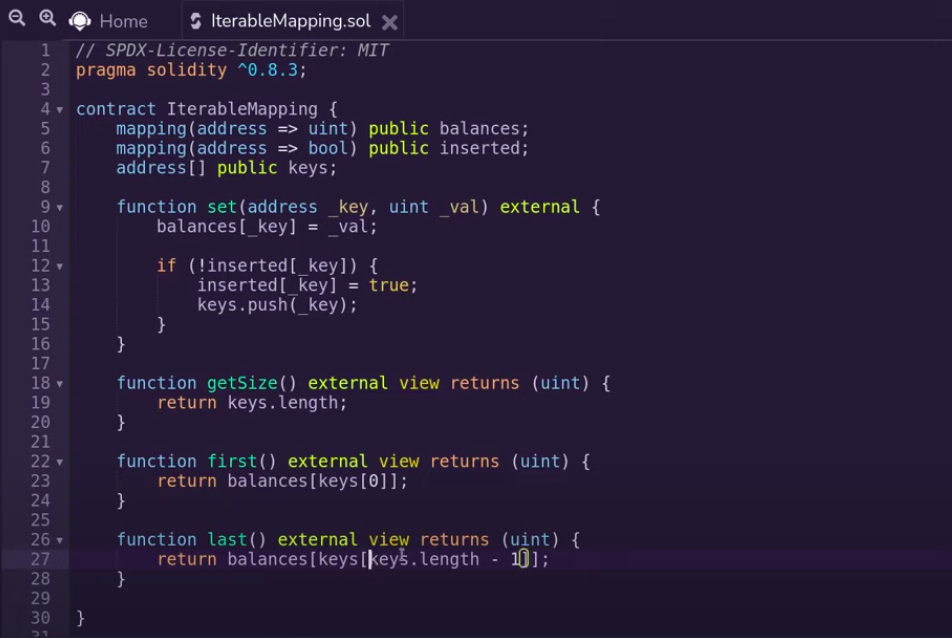 Home IterableMapping.sol
1 // SPDX-License-Identifier: MIT
2 pragma solidity ^0.8.3;
3
4 contract IterableMapping {
5     mapping(address => uint) public balances;
6     mapping(address => bool) public inserted;
7     address[] public keys;
8
9     function set(address _key, uint _val) external {
10         balances[_key] = _val;
11
12         if (!inserted[_key]) {
13             inserted[_key] = true;
14             keys.push(_key);
15         }
16     }
17
18     function getSize() external view returns (uint) {
19         return keys.length;
20     }
21
22     function first() external view returns (uint) {
23         return balances[keys[0]];
24     }
25
26     function last() external view returns (uint) {
27         return balances[keys[keys.length - 1]];
28     }
29
30 }
31